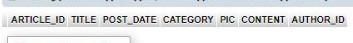 ARTICLE_ID TITLE POST_DATE CATEGORY PIC CONTENT AUTHOR_ID